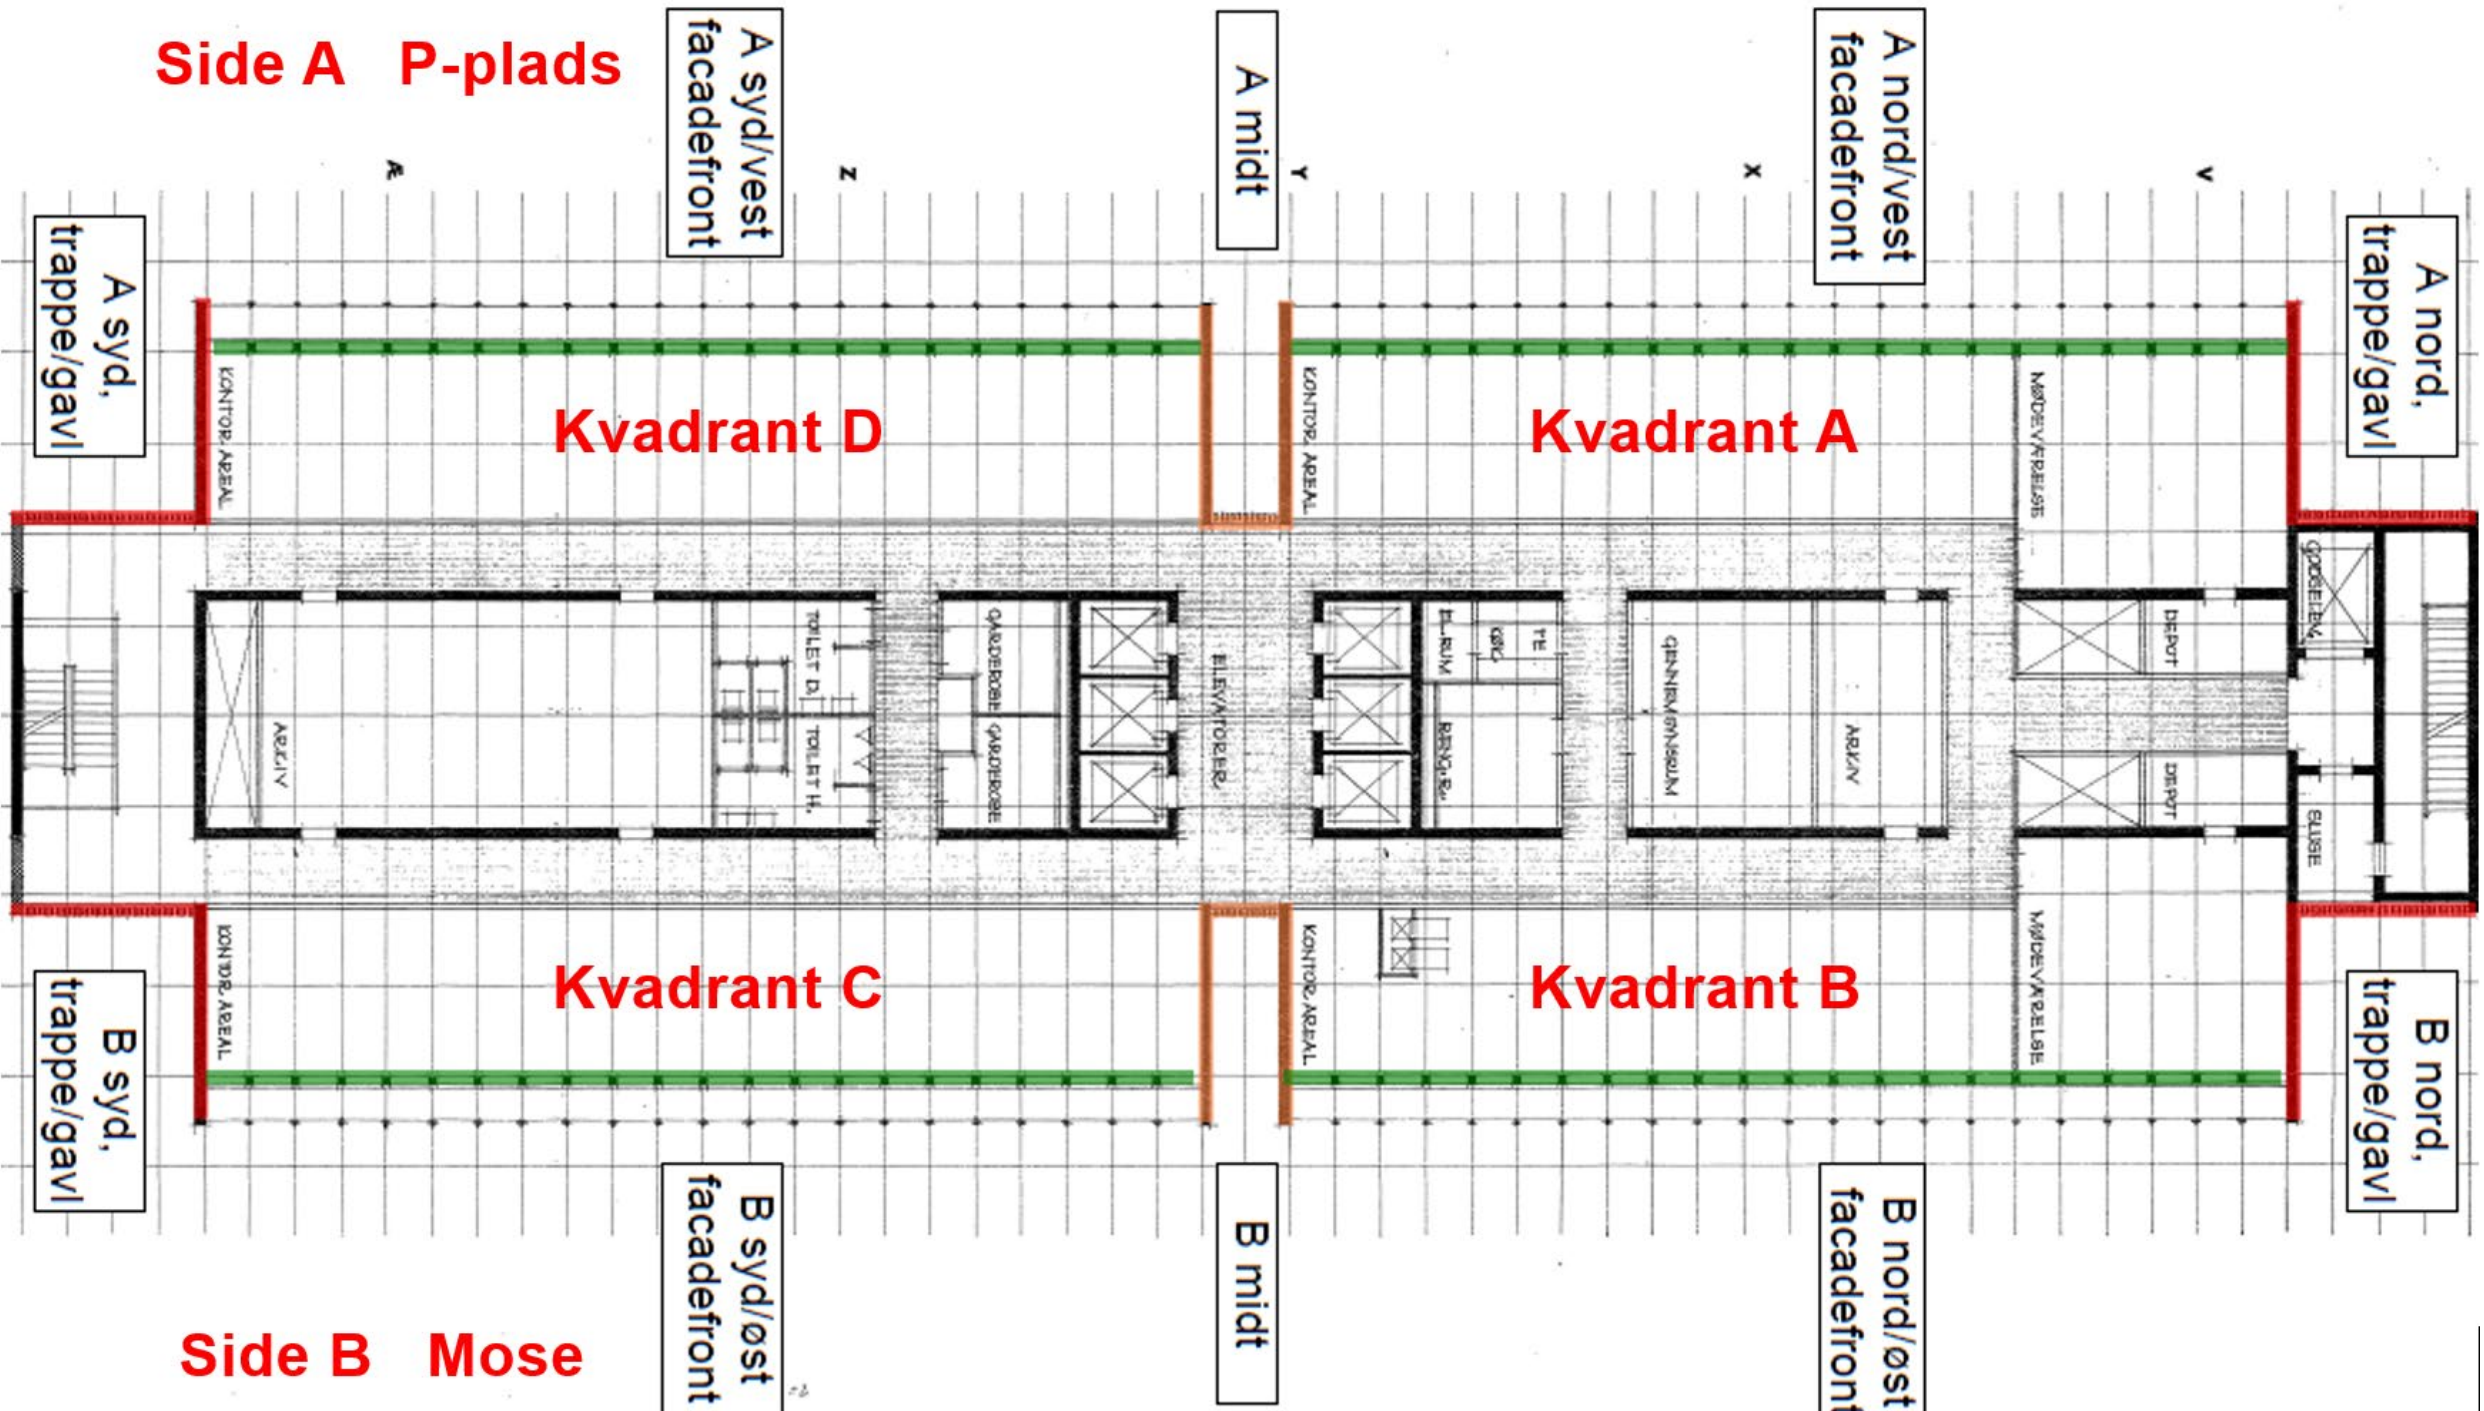 Side A P-plads
A syd/vest
facadefront
A midt
A nord/vest
facadefront
Æ
Z
Y
X
V
A syd,
trappe/gavl
A nord,
trappe/gavl
KONTOR AREAL
Kvadrant D
KONTOR AREAL
Kvadrant A
MØDEVÆRELSE
ARKIV
TOILET D.
TOILET H.
GARDEROBE
GARDEROBE
ELEVATORER
EL.RUM
TE
KØK
RENG.R.
GENNEMSYNSRUM
ARKIV
DEPOT
DEPOT
GODSELEV.
SLUSE
KONTOR AREAL
Kvadrant C
KONTOR AREAL
Kvadrant B
MØDEVÆRELSE
B syd,
trappe/gavl
B nord,
trappe/gavl
B syd/øst
facadefront
B midt
B nord/øst
facadefront
Side B Mose